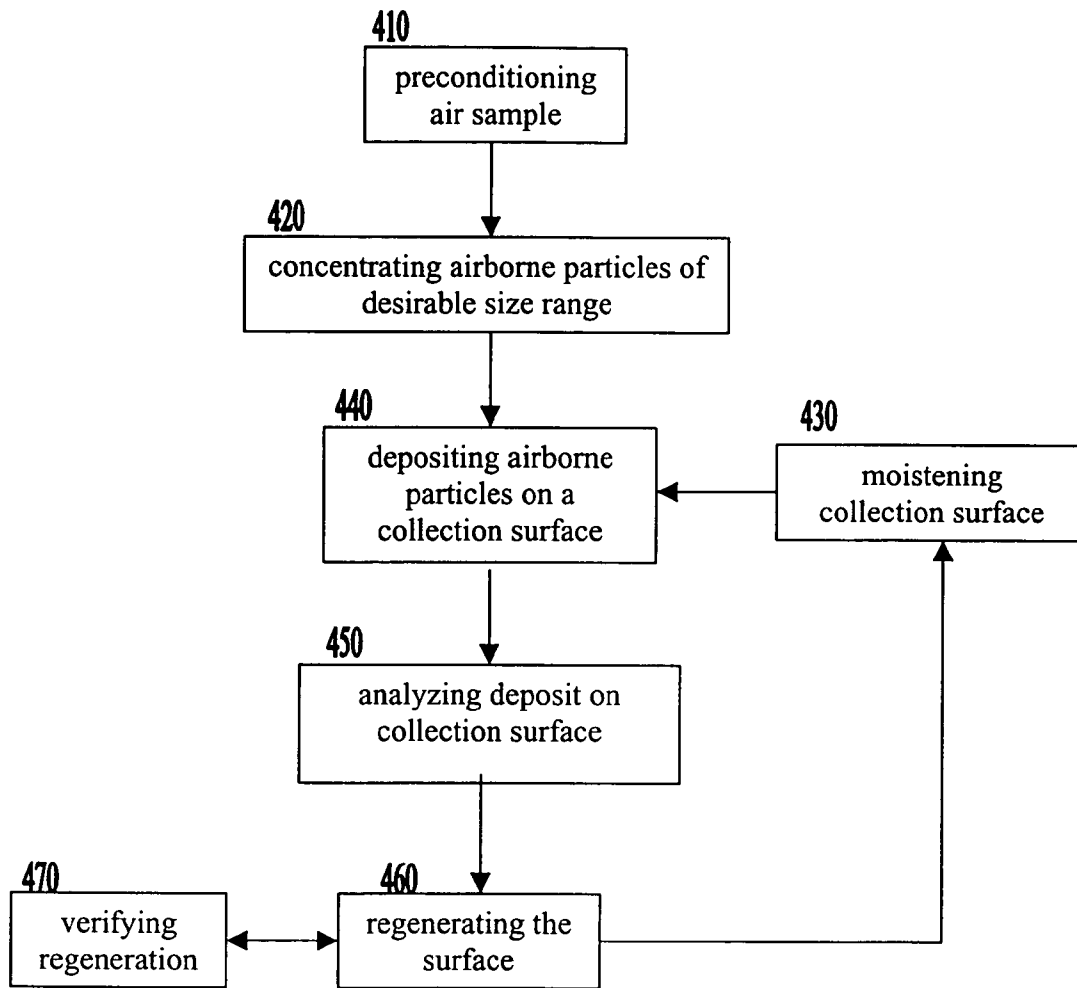 410
preconditioning
air sample
420
concentrating airborne particles of
desirable size range
440
depositing airborne
particles on a
collection surface
430
moistening
collection surface
450
analyzing deposit on
collection surface
470
verifying
regeneration
460
regenerating the
surface